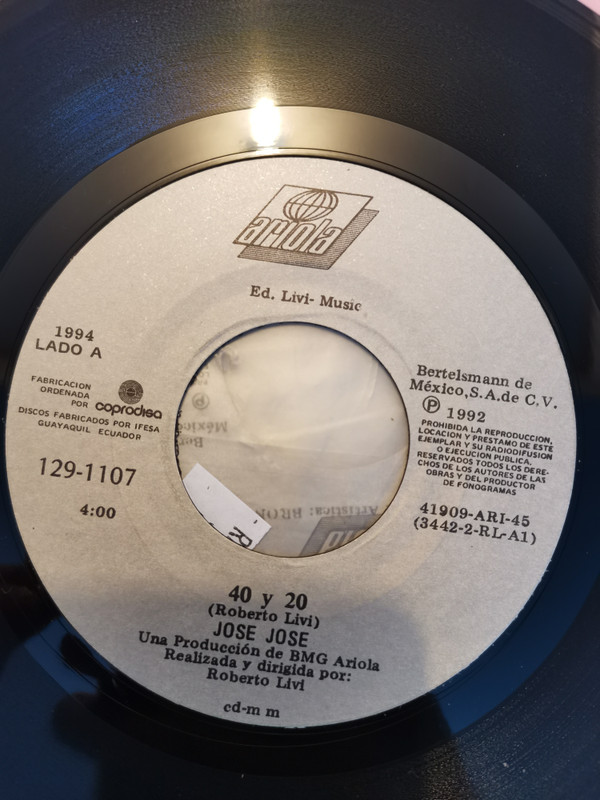 ariola
Ed. Livi- Music
1994
LADO A
FABRICACION
ORDENADA
POR
coprodisa
DISCOS FABRICADOS POR IFESA
GUAYAQUIL ECUADOR
129-1107
4:00
Bertelsmann de
México,S.A.de C.V.
Ⓟ 1992
PROHIBIDA LA REPRODUCCION,
LOCACION Y PRESTAMO DE ESTE
EJEMPLAR Y SU RADIODIFUSION
O EJECUCION PUBLICA.
RESERVADOS TODOS LOS DERE-
CHOS DE LOS AUTORES DE LAS
OBRAS Y DEL PRODUCTOR
DE FONOGRAMAS
41909-ARI-45
(3442-2-RL-A1)
40 y 20
(Roberto Livi)
JOSE JOSE
Una Producción de BMG Ariola
Realizada y dirigida por:
Roberto Livi
cd-m m